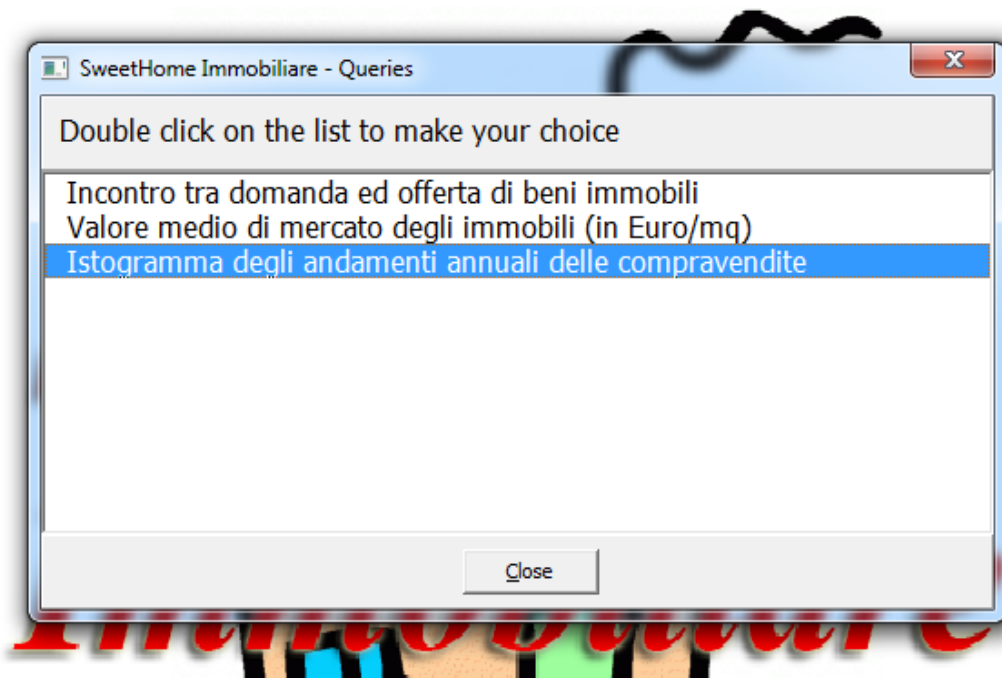 SweetHome Immobiliare - Queries
Double click on the list to make your choice
Incontro tra domanda ed offerta di beni immobili
Valore medio di mercato degli immobili (in Euro/mq)
Istogramma degli andamenti annuali delle compravendite
Close
Immobiliare